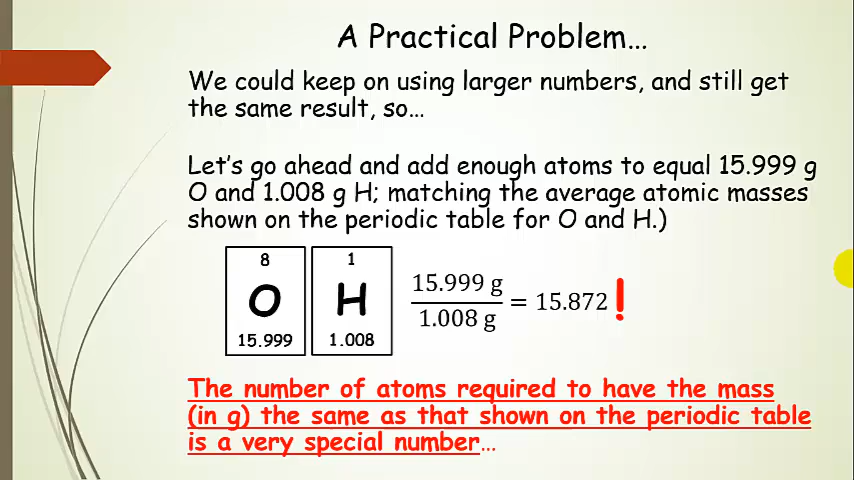 A Practical Problem...
We could keep on using larger numbers, and still get
the same result, so...
Let's go ahead and add enough atoms to equal 15.999 g
O and 1.008 g H; matching the average atomic masses
shown on the periodic table for O and H.)
8
O
15.999
1
H
1.008
15.999 g
1.008 g
= 15.872!
The number of atoms required to have the mass
(in g) the same as that shown on the periodic table
is a very special number...